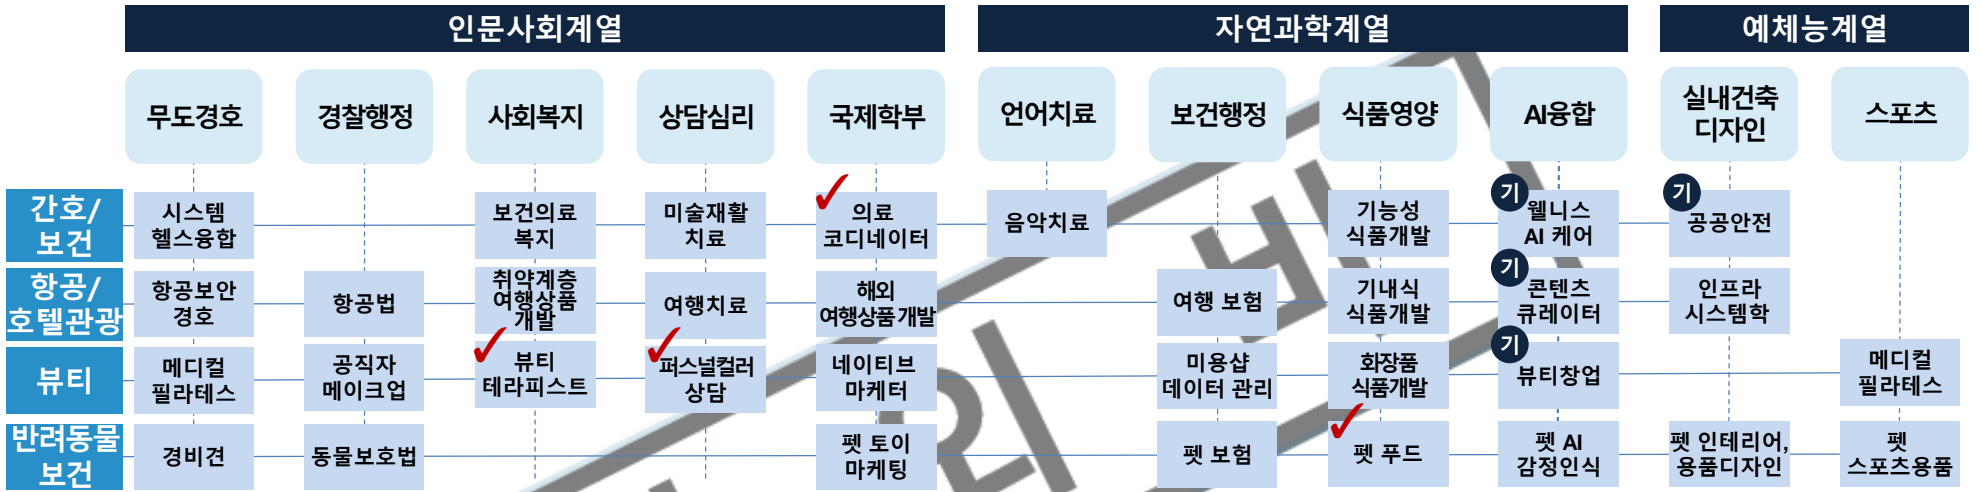 인문사회계열
자연과학계열
예체능계열
무도경호
경찰행정
사회복지
상담심리
국제학부
언어치료
보건행정
식품영양
AI융합
실내건축
디자인
스포츠
간호/
보건
시스템
헬스융합
보건의료
복지
미술재활
치료
의료
코디네이터
음악치료
기능성
식품개발
기
웰니스
AI 케어
기
공공안전
항공/
호텔관광
항공보안
경호
항공법
취약계층
여행상품
개발
여행치료
해외
여행상품 개발
여행 보험
기내식
식품개발
기
콘텐츠
큐레이터
인프라
시스템학
뷰티
메디컬
필라테스
공직자
메이크업
뷰티
테라피스트
퍼스널컬러
상담
네이티브
마케터
미용샵
데이터 관리
화장품
식품개발
기
뷰티창업
메디컬
필라테스
반려동물
보건
경비견
동물보호법
펫 토이
마케팅
펫 보험
펫 푸드
펫 AI
감정인식
펫 인테리어,
용품디자인
펫
스포츠용품